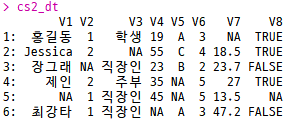 > cs2_dt
V1 V2 V3 V4 V5 V6 V7 V8
1: 홍길동 1 학생 19 A 3 NA TRUE
2: Jessica 2 NA 55 C 4 18.5 TRUE
3: 장그래 NA 직장인 23 B 2 23.7 FALSE
4: 제인 2 주부 35 NA 5 27 TRUE
5: NA 1 직장인 45 NA 5 13.5 NA
6: 최강타 1 직장인 NA A 3 47.2 FALSE